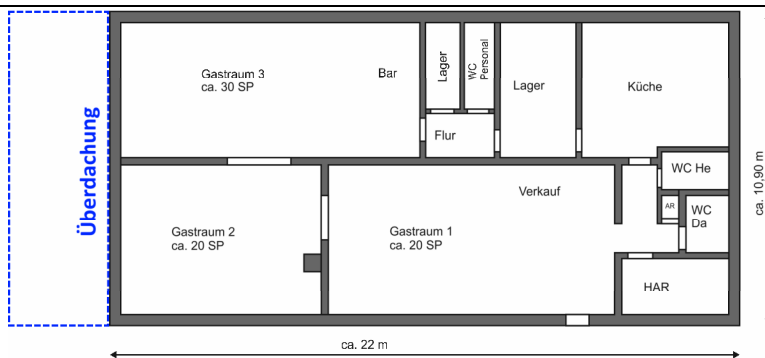 Überdachung
Gastraum 3
ca. 30 SP
Bar
Lager
WC
Personal
Flur
Lager
Küche
WC He
AR
WC
Da
HAR
Verkauf
Gastraum 1
ca. 20 SP
Gastraum 2
ca. 20 SP
ca. 10,90 m
ca. 22 m